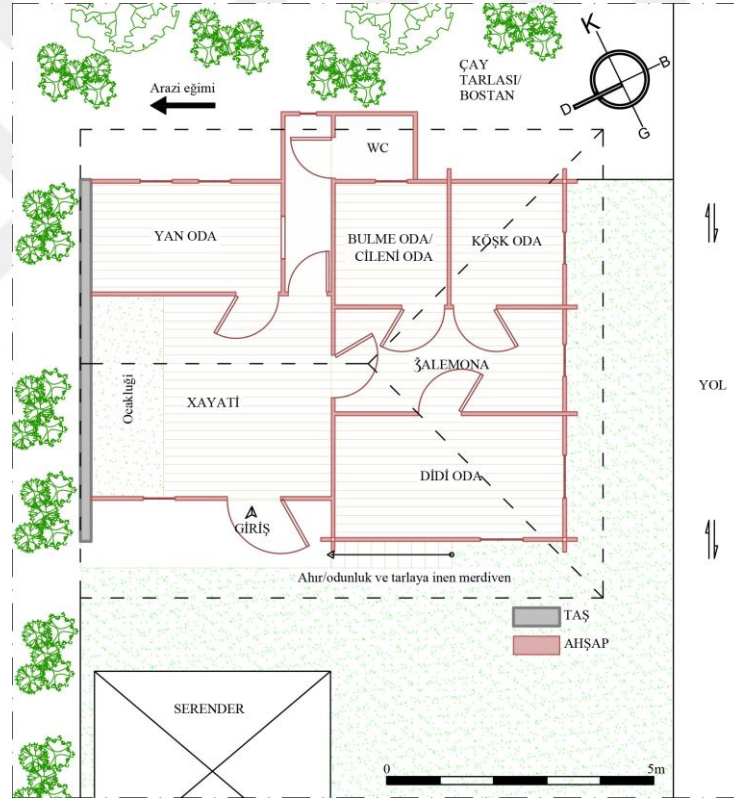 K
B
D
G
ÇAY
TARLASI/
BOSTAN
Arazi eğimi
WC
YAN ODA
BULME ODA/
CİLENİ ODA
KÖŞK ODA
ǮALEMONA
YOL
Ocakluği
XAYATİ
DİDİ ODA
GİRİŞ
Ahır/odunluk ve tarlaya inen merdiven
TAŞ
AHŞAP
SERENDER
0
5m